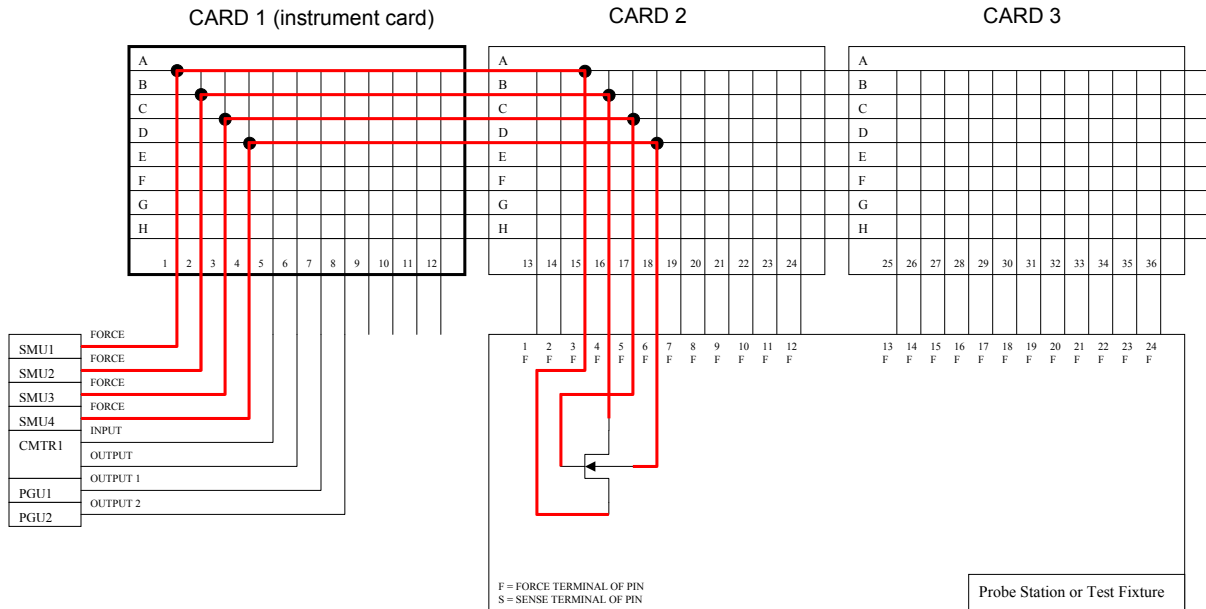 CARD 1 (instrument card) CARD 2 CARD 3
A A A
B B B
C C C
D D D
E E E
F F F
G G G
H H H
1 2 3 4 5 6 7 8 9 10 11 12 13 14 15 16 17 18 19 20 21 22 23 24 25 26 27 28 29 30 31 32 33 34 35 36
FORCE
SMU1
FORCE
SMU2
FORCE
SMU3
FORCE
SMU4
INPUT
CMTR1
OUTPUT
OUTPUT 1
PGU1
OUTPUT 2
PGU2
1 2 3 4 5 6 7 8 9 10 11 12 13 14 15 16 17 18 19 20 21 22 23 24
F F F F F F F F F F F F F F F F F F F F F F F F
F = FORCE TERMINAL OF PIN
S = SENSE TERMINAL OF PIN
Probe Station or Test Fixture